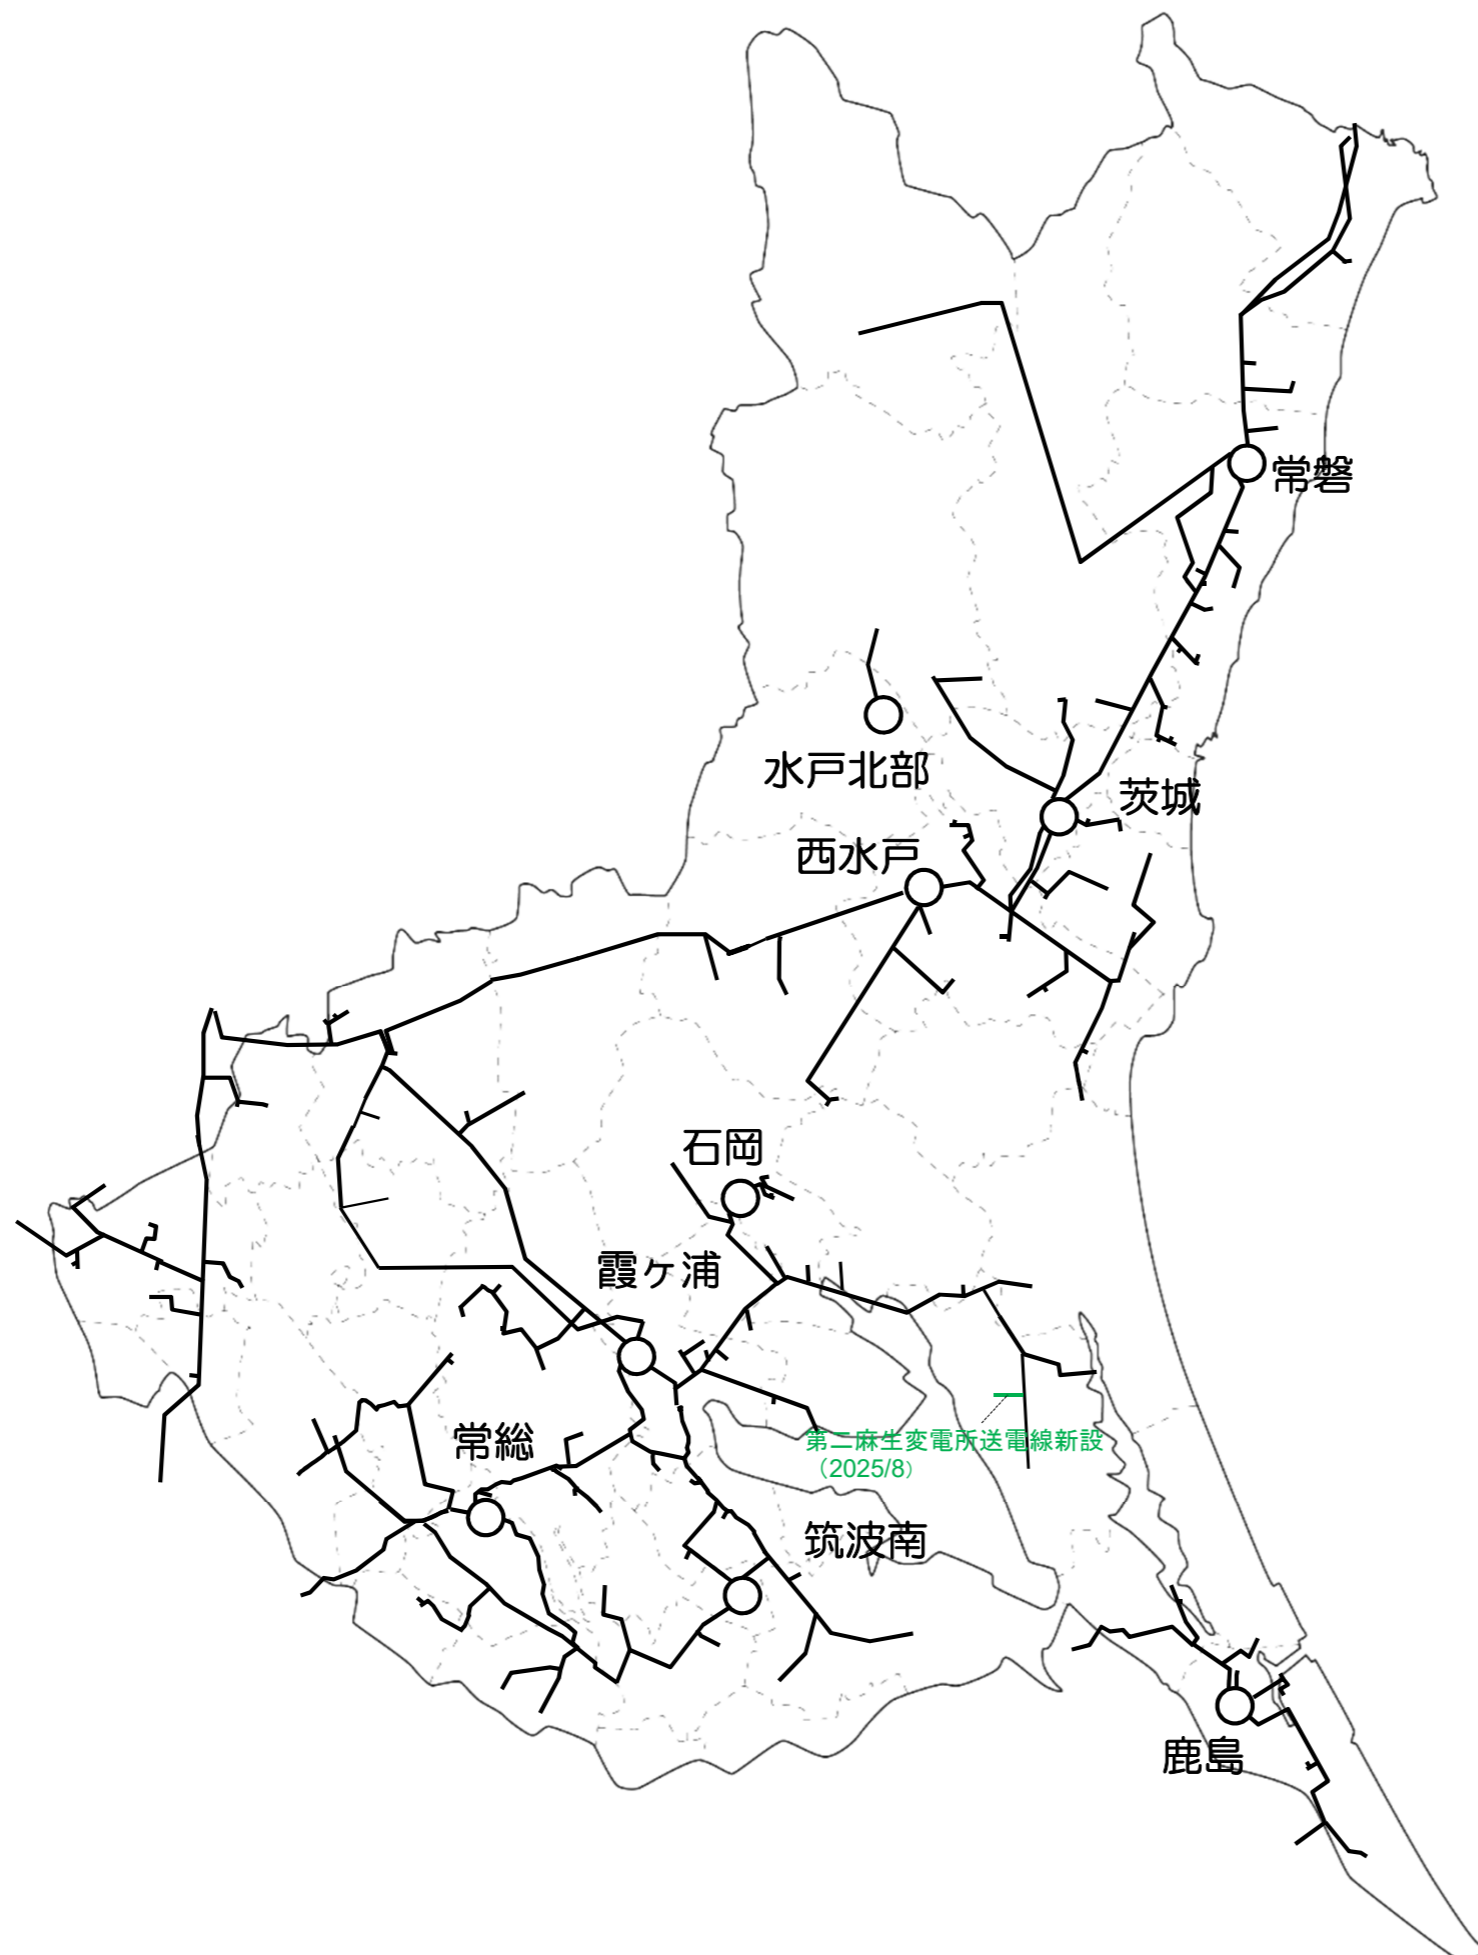 常磐
水戸北部
茨城
西水戸
石岡
霞ヶ浦
常総
第二麻生変電所送電線新設
（2025/8）
筑波南
鹿島